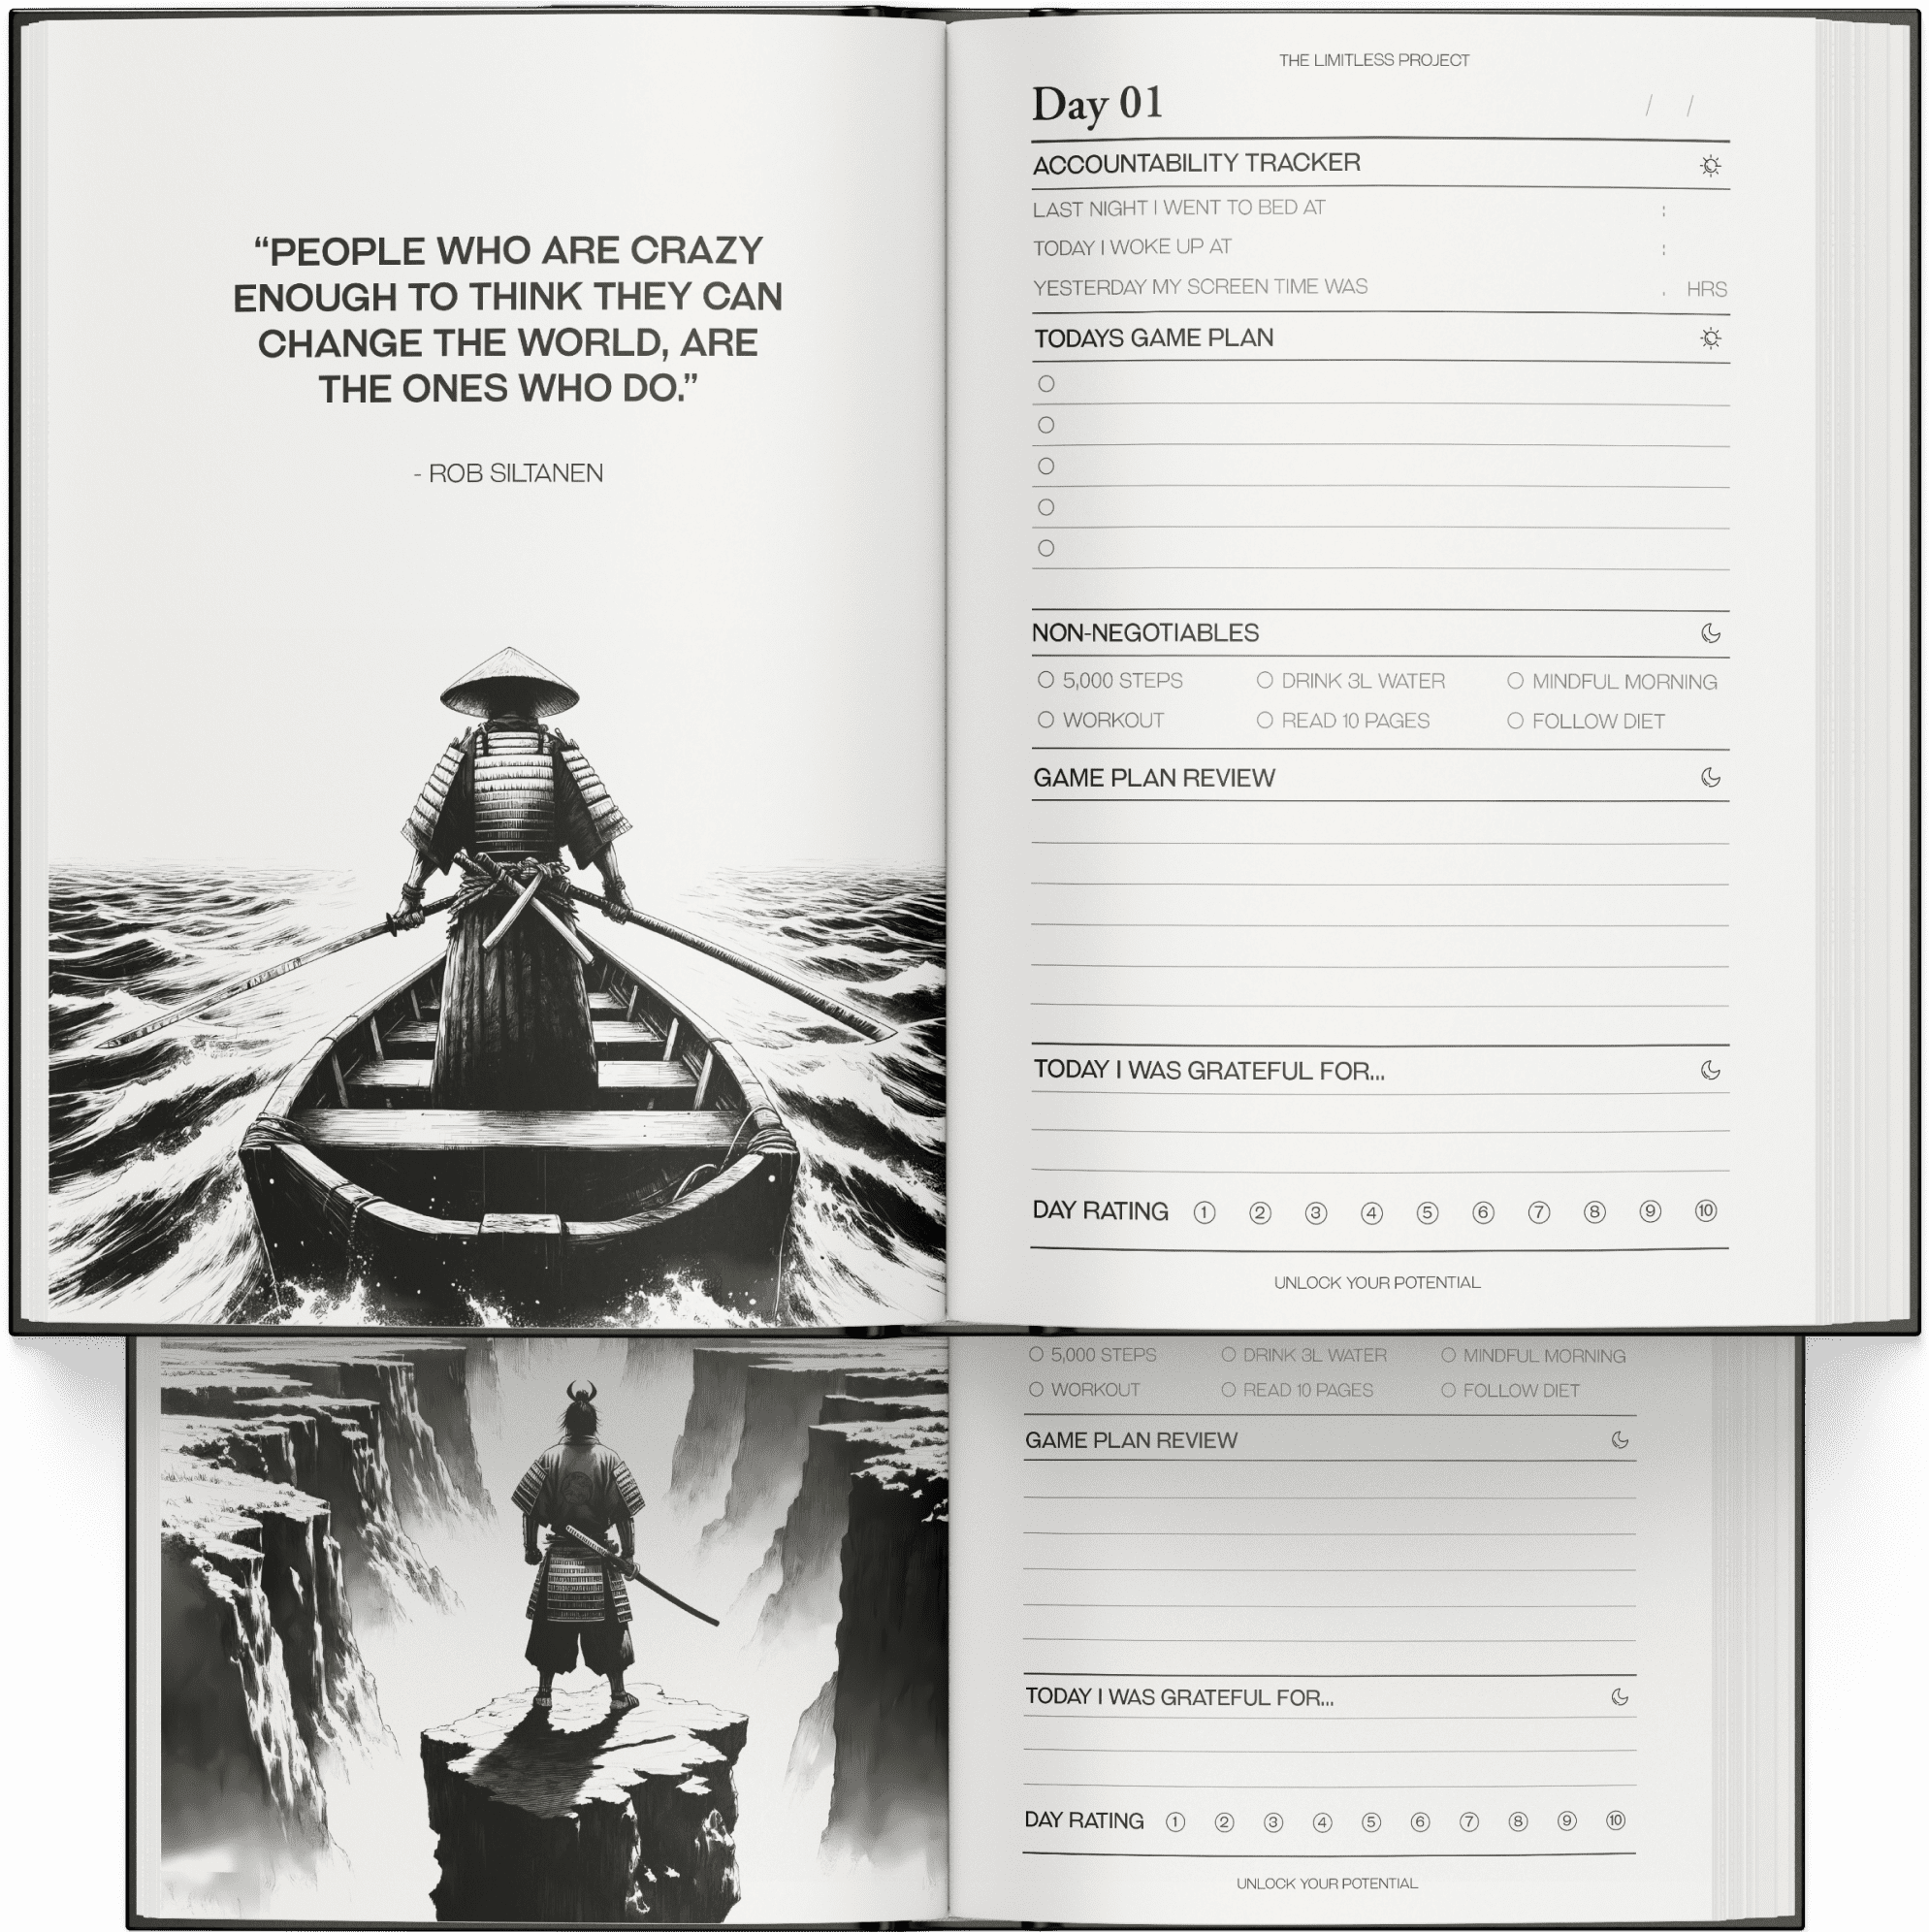 “PEOPLE WHO ARE CRAZY
ENOUGH TO THINK THEY CAN
CHANGE THE WORLD, ARE
THE ONES WHO DO.”
- ROB SILTANEN
THE LIMITLESS PROJECT
Day 01 / /
ACCOUNTABILITY TRACKER
LAST NIGHT I WENT TO BED AT :
TODAY I WOKE UP AT :
YESTERDAY MY SCREEN TIME WAS . HRS
TODAYS GAME PLAN
NON-NEGOTIABLES
5,000 STEPS DRINK 3L WATER MINDFUL MORNING
WORKOUT READ 10 PAGES FOLLOW DIET
GAME PLAN REVIEW
TODAY I WAS GRATEFUL FOR...
DAY RATING 1 2 3 4 5 6 7 8 9 10
UNLOCK YOUR POTENTIAL
5,000 STEPS DRINK 3L WATER MINDFUL MORNING
WORKOUT READ 10 PAGES FOLLOW DIET
GAME PLAN REVIEW
TODAY I WAS GRATEFUL FOR...
DAY RATING 1 2 3 4 5 6 7 8 9 10
UNLOCK YOUR POTENTIAL